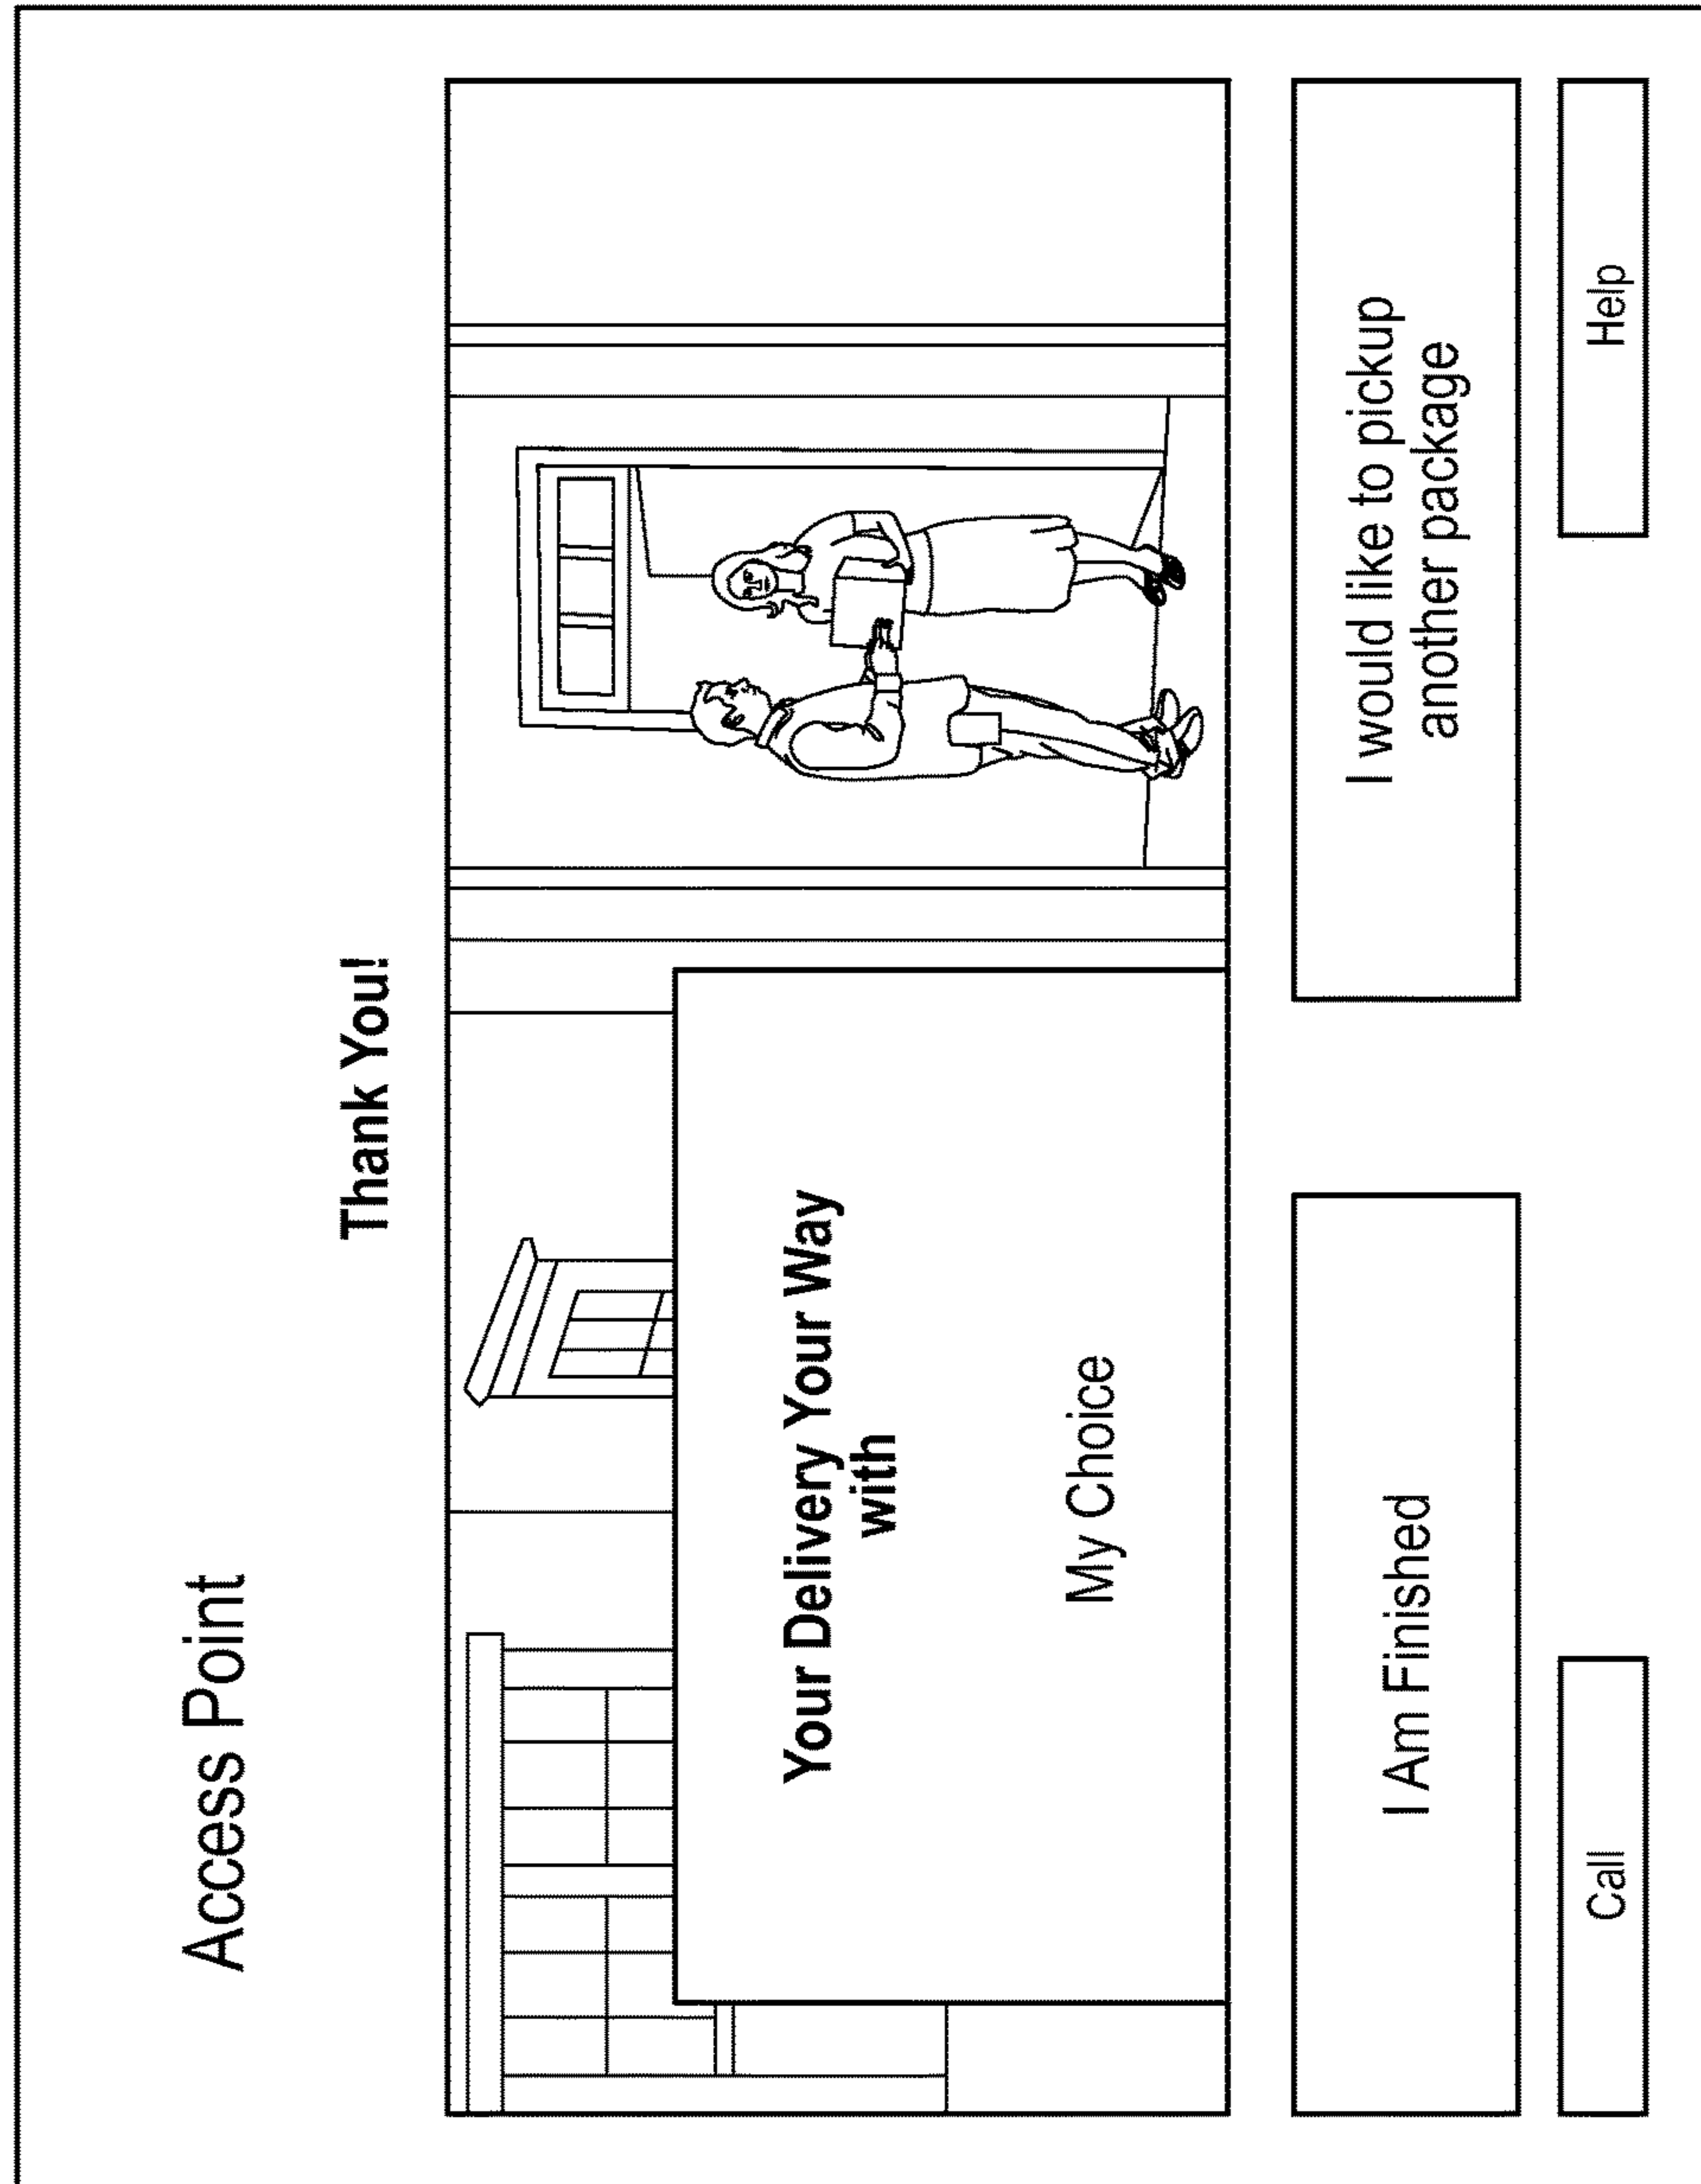 Access Point
Thank You!
Your Delivery Your Way
with
My Choice
I Am Finished
I would like to pickup
another package
Call
Help